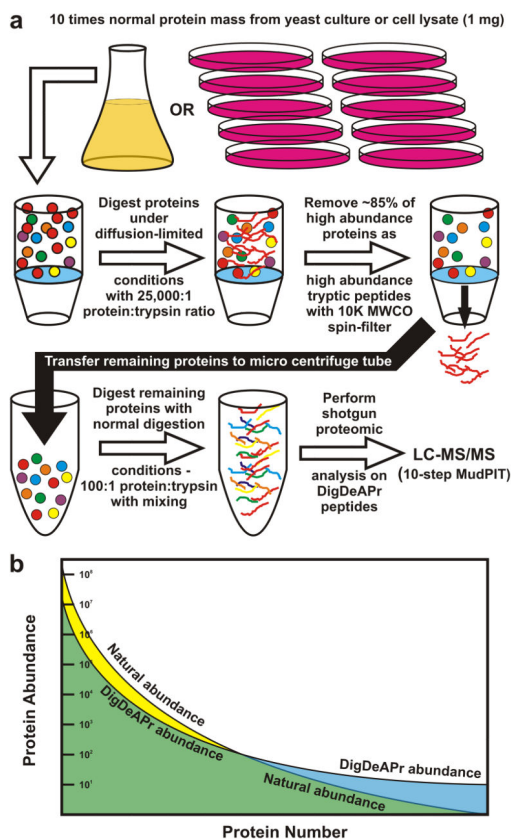 a
10 times normal protein mass from yeast culture or cell lysate (1 mg)
OR
Digest proteins
under
diffusion-limited
conditions
with 25,000:1
protein:trypsin ratio
Remove ~85% of
high abundance
proteins as
high abundance
tryptic peptides
with 10K MWCO
spin-filter
Transfer remaining proteins to micro centrifuge tube
Digest remaining
proteins with
normal digestion
conditions -
100:1 protein:trypsin
with mixing
Perform
shotgun
proteomic
analysis on
DigDeAPr
peptides
LC-MS/MS
(10-step MudPIT)
b
Protein Abundance
10⁸
10⁷
10⁶
10⁵
10⁴
10³
10²
10¹
Natural abundance
DigDeAPr abundance
DigDeAPr abundance
Natural abundance
Protein Number